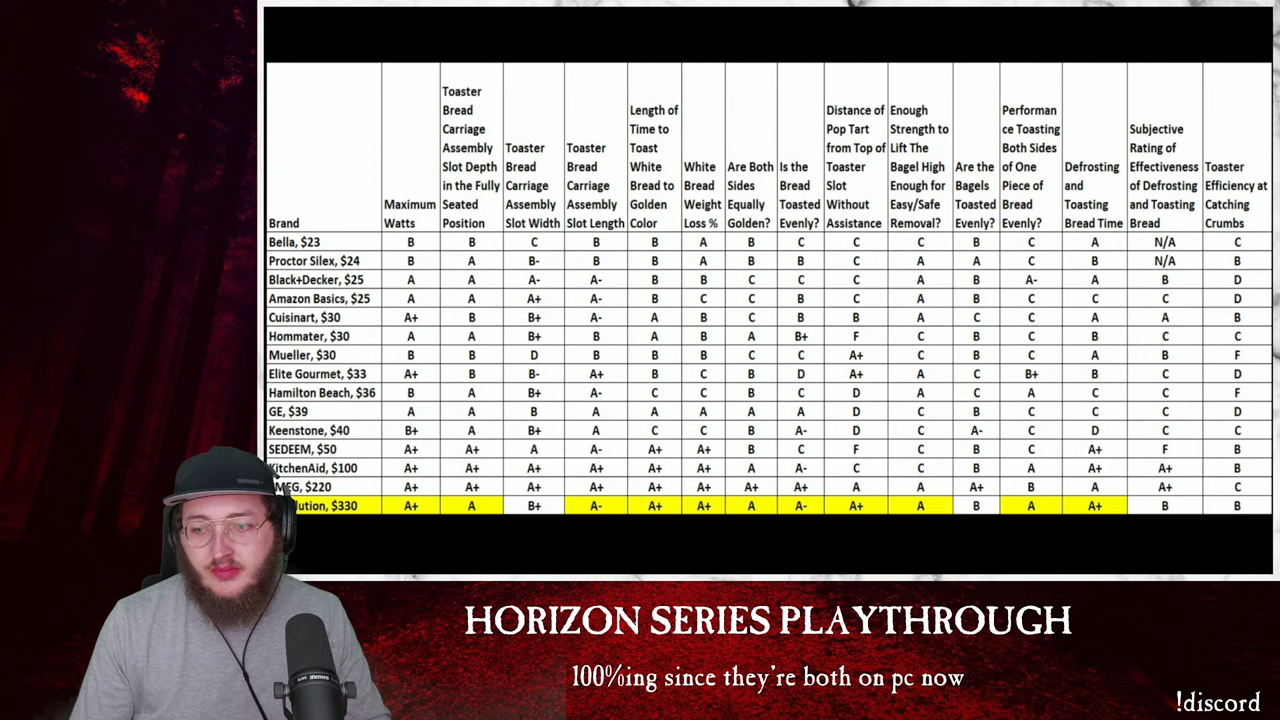 Brand Maximum Watts Toaster Bread Carriage Assembly Slot Depth in the Fully Seated Position Toaster Bread Carriage Assembly Slot Width Toaster Bread Carriage Assembly Slot Length Length of Time to Toast White Bread to Golden Color White Bread Weight Loss % Are Both Sides Equally Golden? Is the Bread Toasted Evenly? Distance of Pop Tart from Top of Toaster Slot Without Assistance Enough Strength to Lift The Bagel High Enough for Easy/Safe Removal? Are the Bagels Toasted Evenly? Performan ce Toasting Both Sides of One Piece of Bread Evenly? Defrosting and Toasting Bread Time Subjective Rating of Effectiveness of Defrosting and Toasting Bread Toaster Efficiency at Catching Crumbs
Bella, $23 B B C B B A B C C C B C A N/A C
Proctor Silex, $24 B A B- B B A B B C A A C B N/A B
Black+Decker, $25 A A A- A- B B C C C A B A- A B D
Amazon Basics, $25 A A A+ A- B C C B C A B C C C D
Cuisinart, $30 A+ B B+ A- A B C B B A C C A A B
Hommater, $30 A A B+ B A B A B+ F C B C B C C
Mueller, $30 B B D B B B C C A+ C B C A B F
Elite Gourmet, $33 A+ B B- A+ B C B D A+ A C B+ B C D
Hamilton Beach, $36 B A B+ A- C C B C D A C A C C F
GE, $39 A A B A A A A A D C B C C C D
Keenstone, $40 B+ A B+ A C C B A- D C A- C D C C
SEDEEM, $50 A+ A+ A A- A+ A+ B C F C B C A+ F B
KitchenAid, $100 A+ A+ A+ A+ A+ A+ A A- C C B A A+ A+ B
MEG, $220 A+ A+ A+ A+ A+ A+ A+ A+ A A A+ B A A+ C
lution, $330 A+ A B+ A- A+ A+ A A- A+ A B A A+ B B
HORIZON SERIES PLAYTHROUGH
100%ing since they're both on pc now
!discord